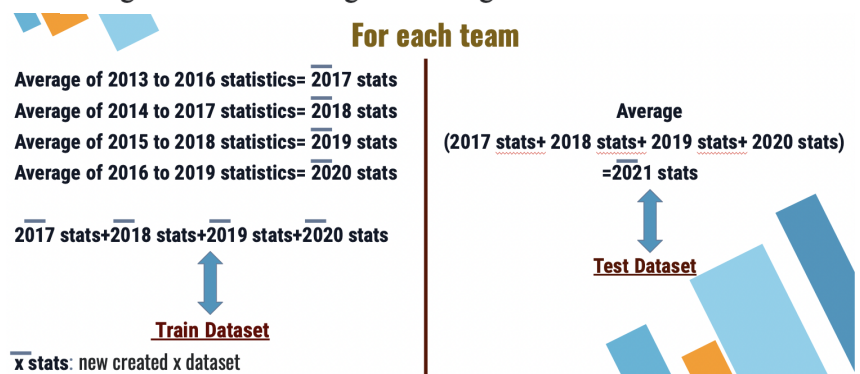 For each team
Average of 2013 to 2016 statistics= 2017 stats
Average of 2014 to 2017 statistics= 2018 stats
Average of 2015 to 2018 statistics= 2019 stats
Average of 2016 to 2019 statistics= 2020 stats
2017 stats+2018 stats+2019 stats+2020 stats
Train Dataset
x stats: new created x dataset
Average
(2017 stats+ 2018 stats+ 2019 stats+ 2020 stats)
=2021 stats
Test Dataset